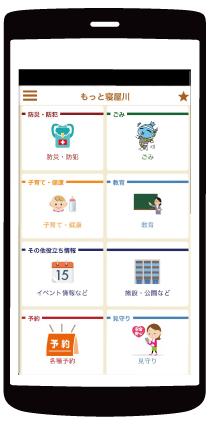 もっと寝屋川
防災・防犯
ごみ
防災・防犯
ごみ
子育て・健康
教育
子育て・健康
教育
その他役立ち情報
15
イベント情報など
施設・公園など
予約
見守り
予約
各種予約
見守り